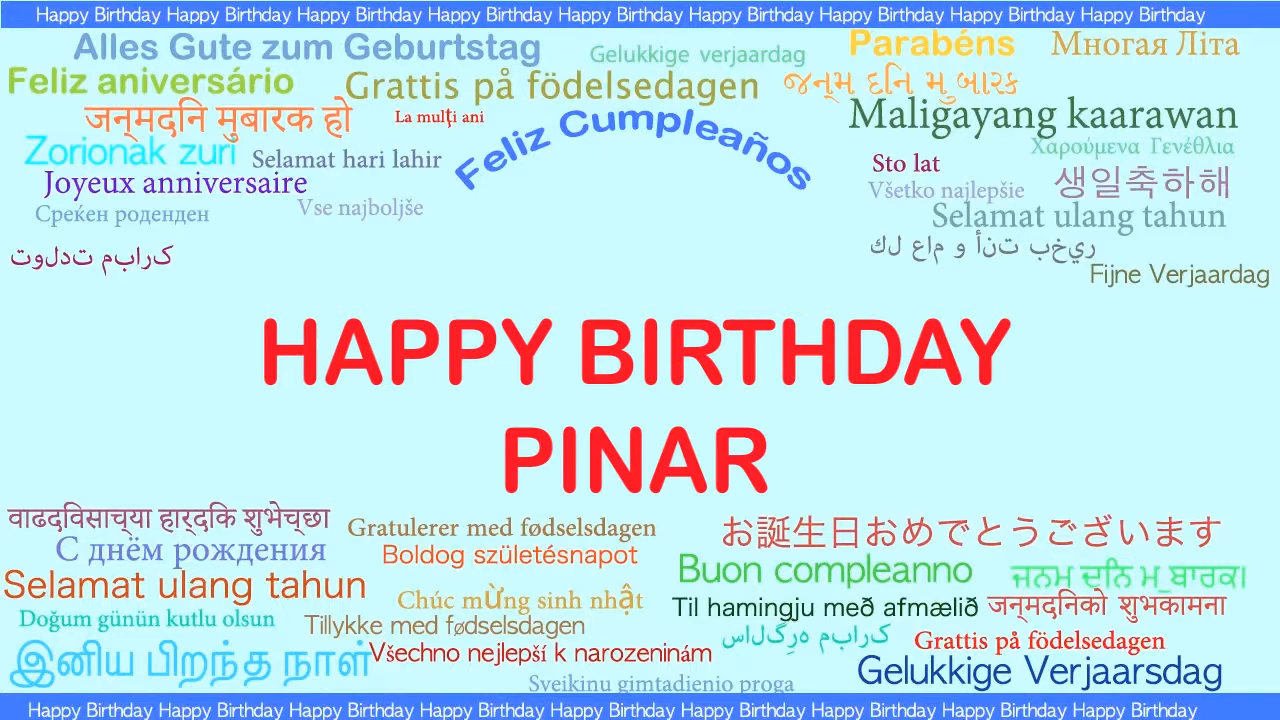 Happy Birthday Happy Birthday Happy Birthday Happy Birthday Happy Birthday Happy Birthday Happy Birthday Happy Birthday Happy Birthday
Alles Gute zum Geburtstag
Gelukkige verjaardag
Parabéns
Многая Літа
Feliz aniversário
Grattis på födelsedagen
જન્મ દિન મુબારક
जन्मदिन मुबारक हो
La mulţi ani
Feliz Cumpleaños
Maligayang kaarawan
Zorionak zuri
Selamat hari lahir
Χαρούμενα Γενέθλια
Sto lat
Joyeux anniversaire
Všetko najlepšie
생일축하해
Среќен роденден
Vse najboljše
Selamat ulang tahun
تولدت مبارک
كل عام و أنت بخير
Fijne Verjaardag
HAPPY BIRTHDAY
PINAR
वाढदिवसाच्या हार्दिक शुभेच्छा
Gratulerer med fødselsdagen
お誕生日おめでとうございます
С днём рождения
Boldog születésnapot
Buon compleanno
ਜਨਮ ਦਿਨ ਮੁਬਾਰਕ।
Selamat ulang tahun
Chúc mừng sinh nhật
Til hamingju með afmælið
जन्मदिनको शुभकामना
Doğum günün kutlu olsun
Tillykke med fødselsdagen
سالگرہ مبارک
Grattis på födelsedagen
இனிய பிறந்த நாள்
Všechno nejlepší k narozeninám
Gelukkige Verjaarsdag
Sveikinu gimtadienio proga
Happy Birthday Happy Birthday Happy Birthday Happy Birthday Happy Birthday Happy Birthday Happy Birthday Happy Birthday Happy Birthday